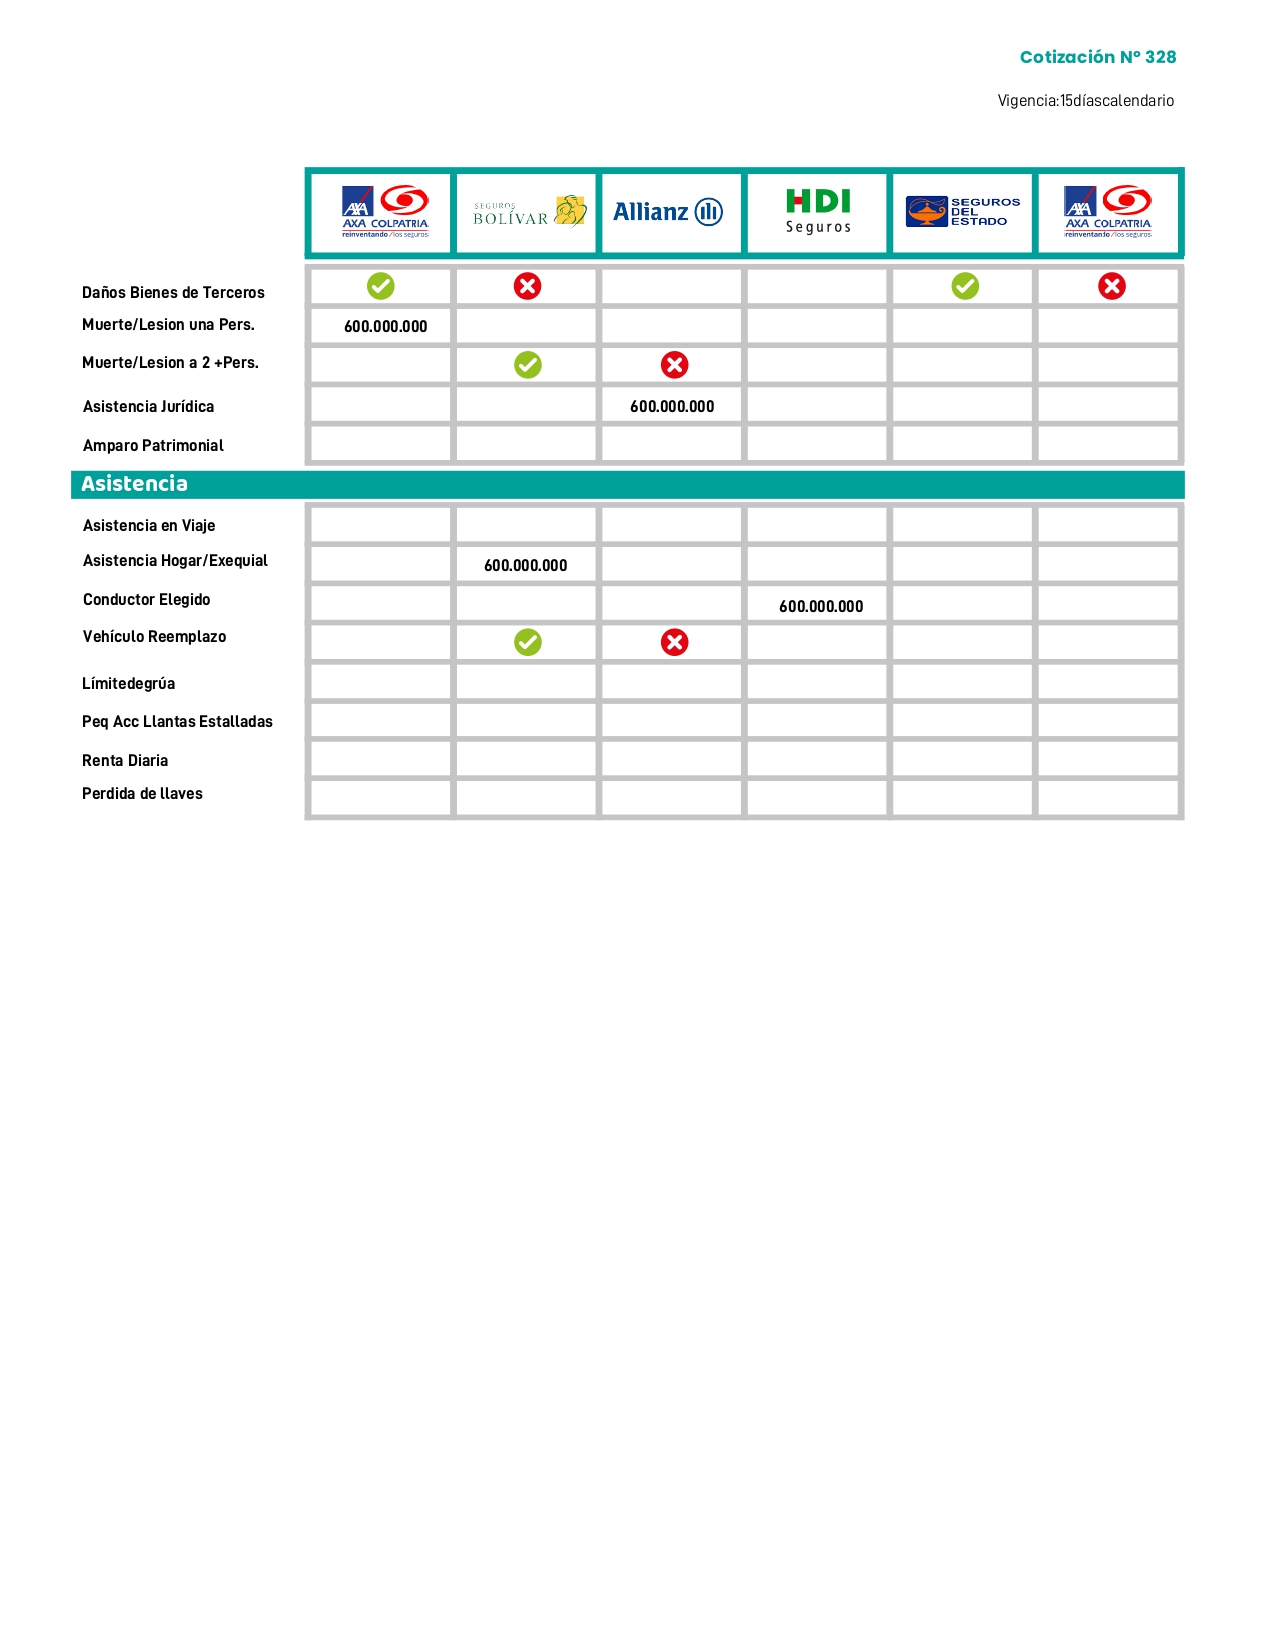 Cotización Nº 328
Vigencia:15díascalendario
AXA COLPATRIA
reinventando/los seguros
SEGUROS
BOLÍVAR
Allianz
HDI
Seguros
SEGUROS
DEL
ESTADO
AXA COLPATRIA
reinventando/los seguros
Daños Bienes de Terceros
Muerte/Lesion una Pers. 600.000.000
Muerte/Lesion a 2 +Pers.
Asistencia Jurídica 600.000.000
Amparo Patrimonial
Asistencia
Asistencia en Viaje
Asistencia Hogar/Exequial 600.000.000
Conductor Elegido 600.000.000
Vehículo Reemplazo
Límitedegrúa
Peq Acc Llantas Estalladas
Renta Diaria
Perdida de llaves